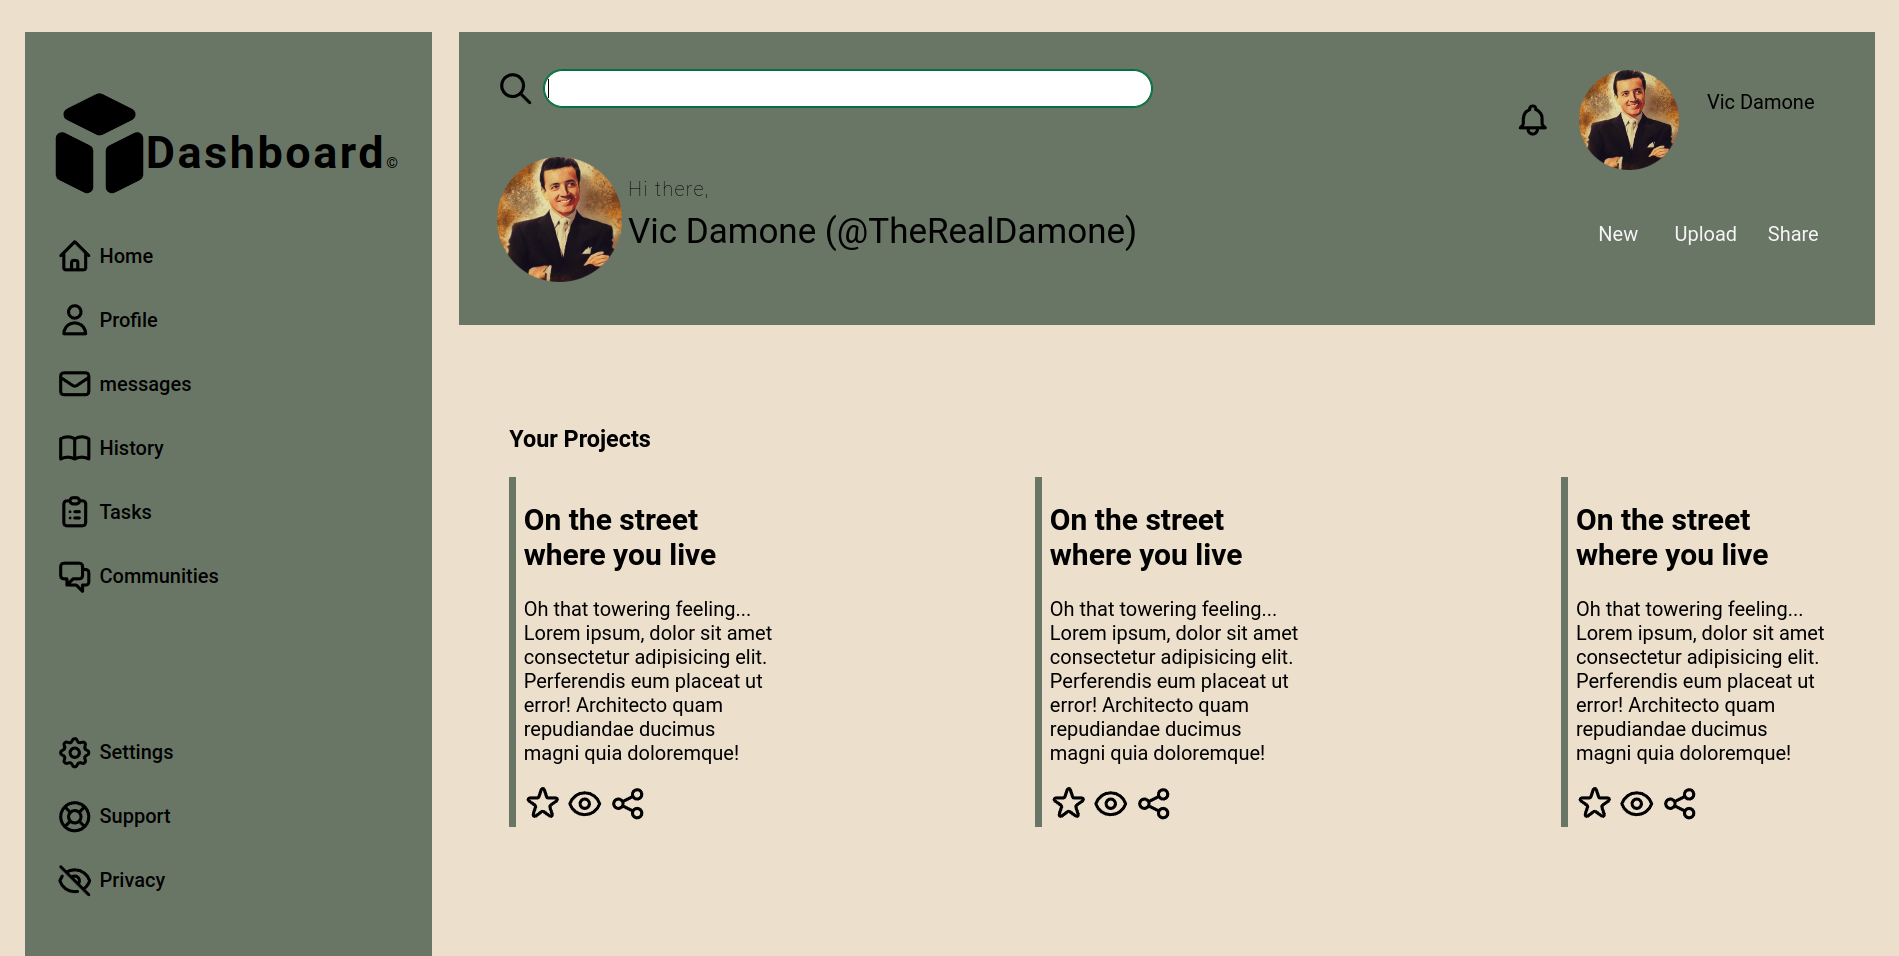 Dashboard©
Home
Profile
messages
History
Tasks
Communities
Settings
Support
Privacy
Vic Damone
Hi there,
Vic Damone (@TheRealDamone)
New Upload Share
Your Projects
On the street
where you live
Oh that towering feeling...
Lorem ipsum, dolor sit amet
consectetur adipisicing elit.
Perferendis eum placeat ut
error! Architecto quam
repudiandae ducimus
magni quia doloremque!
On the street
where you live
Oh that towering feeling...
Lorem ipsum, dolor sit amet
consectetur adipisicing elit.
Perferendis eum placeat ut
error! Architecto quam
repudiandae ducimus
magni quia doloremque!
On the street
where you live
Oh that towering feeling...
Lorem ipsum, dolor sit amet
consectetur adipisicing elit.
Perferendis eum placeat ut
error! Architecto quam
repudiandae ducimus
magni quia doloremque!